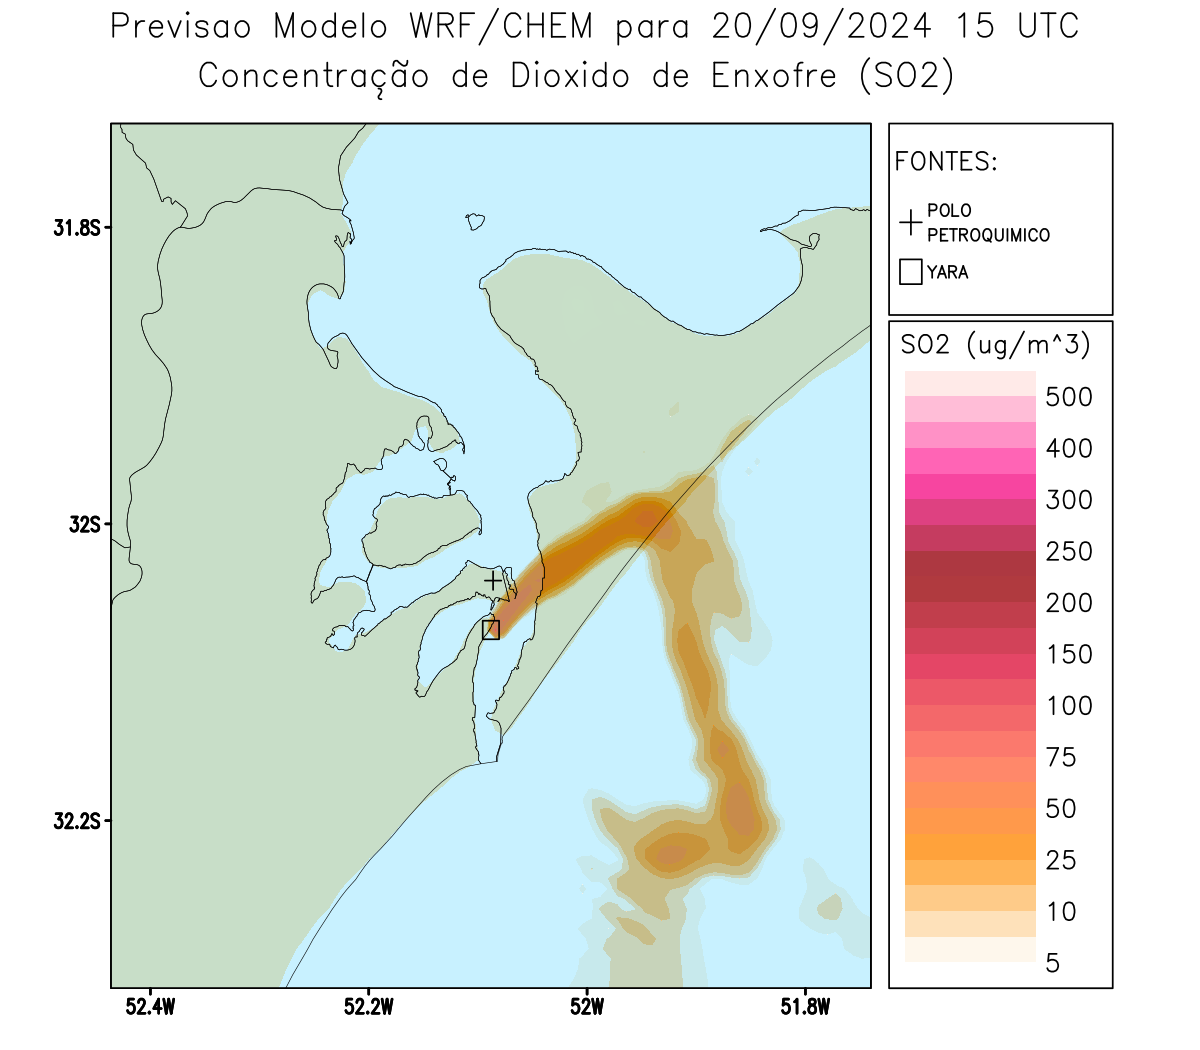 Previsao Modelo WRF/CHEM para 20/09/2024 15 UTC
Concentração de Dioxido de Enxofre (SO2)
FONTES:
POLO
PETROQUIMICO
YARA
SO2 (ug/m^3)
500
400
300
250
200
150
100
75
50
25
10
5
31.8S
32S
32.2S
52.4W
52.2W
52W
51.8W